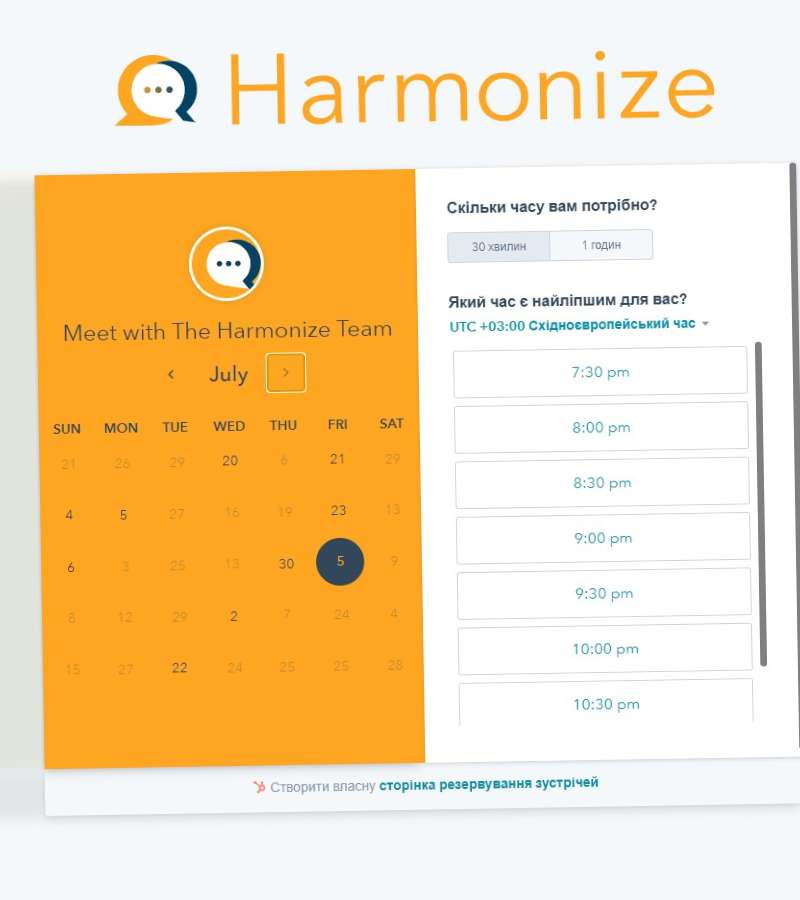 Harmonize
Meet with The Harmonize Team
July
SUN MON TUE WED THU FRI SAT
21 26 29 20 6 21 29
4 5 27 16 19 23 13
6 3 25 13 30 5 9
8 12 29 2 7 24 4
15 27 22 24 25 25 28
Скільки часу вам потрібно?
30 хвилин 1 годин
Який час є найліпшим для вас?
UTC +03:00 Східноєвропейський час
7:30 pm
8:00 pm
8:30 pm
9:00 pm
9:30 pm
10:00 pm
10:30 pm
Створити власну сторінка резервування зустрічей